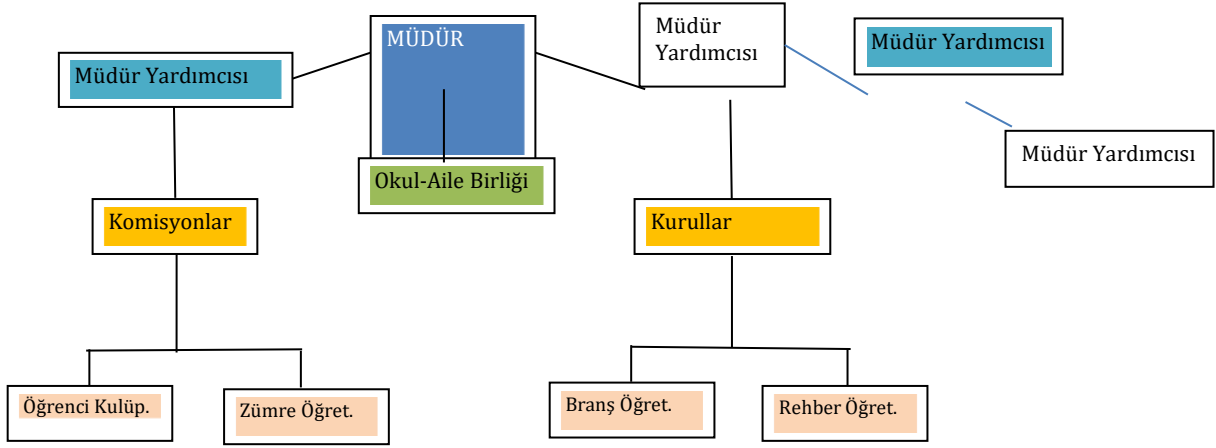 MÜDÜR
Müdür
Yardımcısı
Müdür Yardımcısı
Müdür Yardımcısı
Müdür Yardımcısı
Okul-Aile Birliği
Komisyonlar
Kurullar
Öğrenci Kulüp.
Zümre Öğret.
Branş Öğret.
Rehber Öğret.